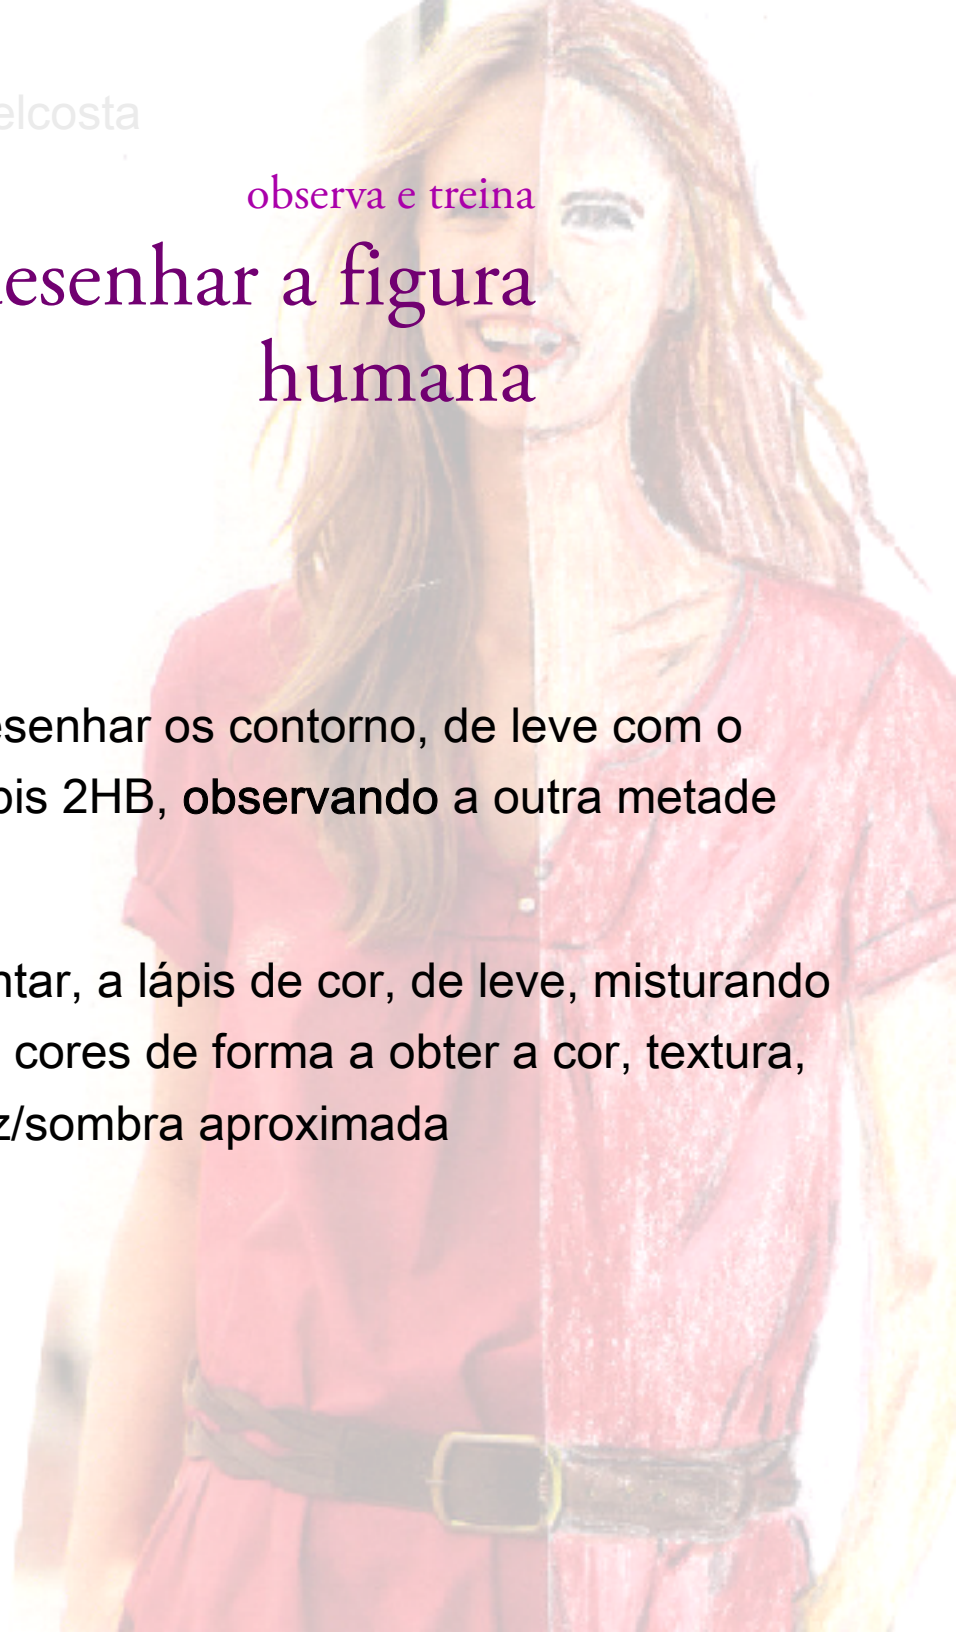 elcosta
observa e treina
esenhar a figura
humana
esenhar os contorno, de leve com o
ois 2HB, observando a outra metade
ntar, a lápis de cor, de leve, misturando
cores de forma a obter a cor, textura,
z/sombra aproximada